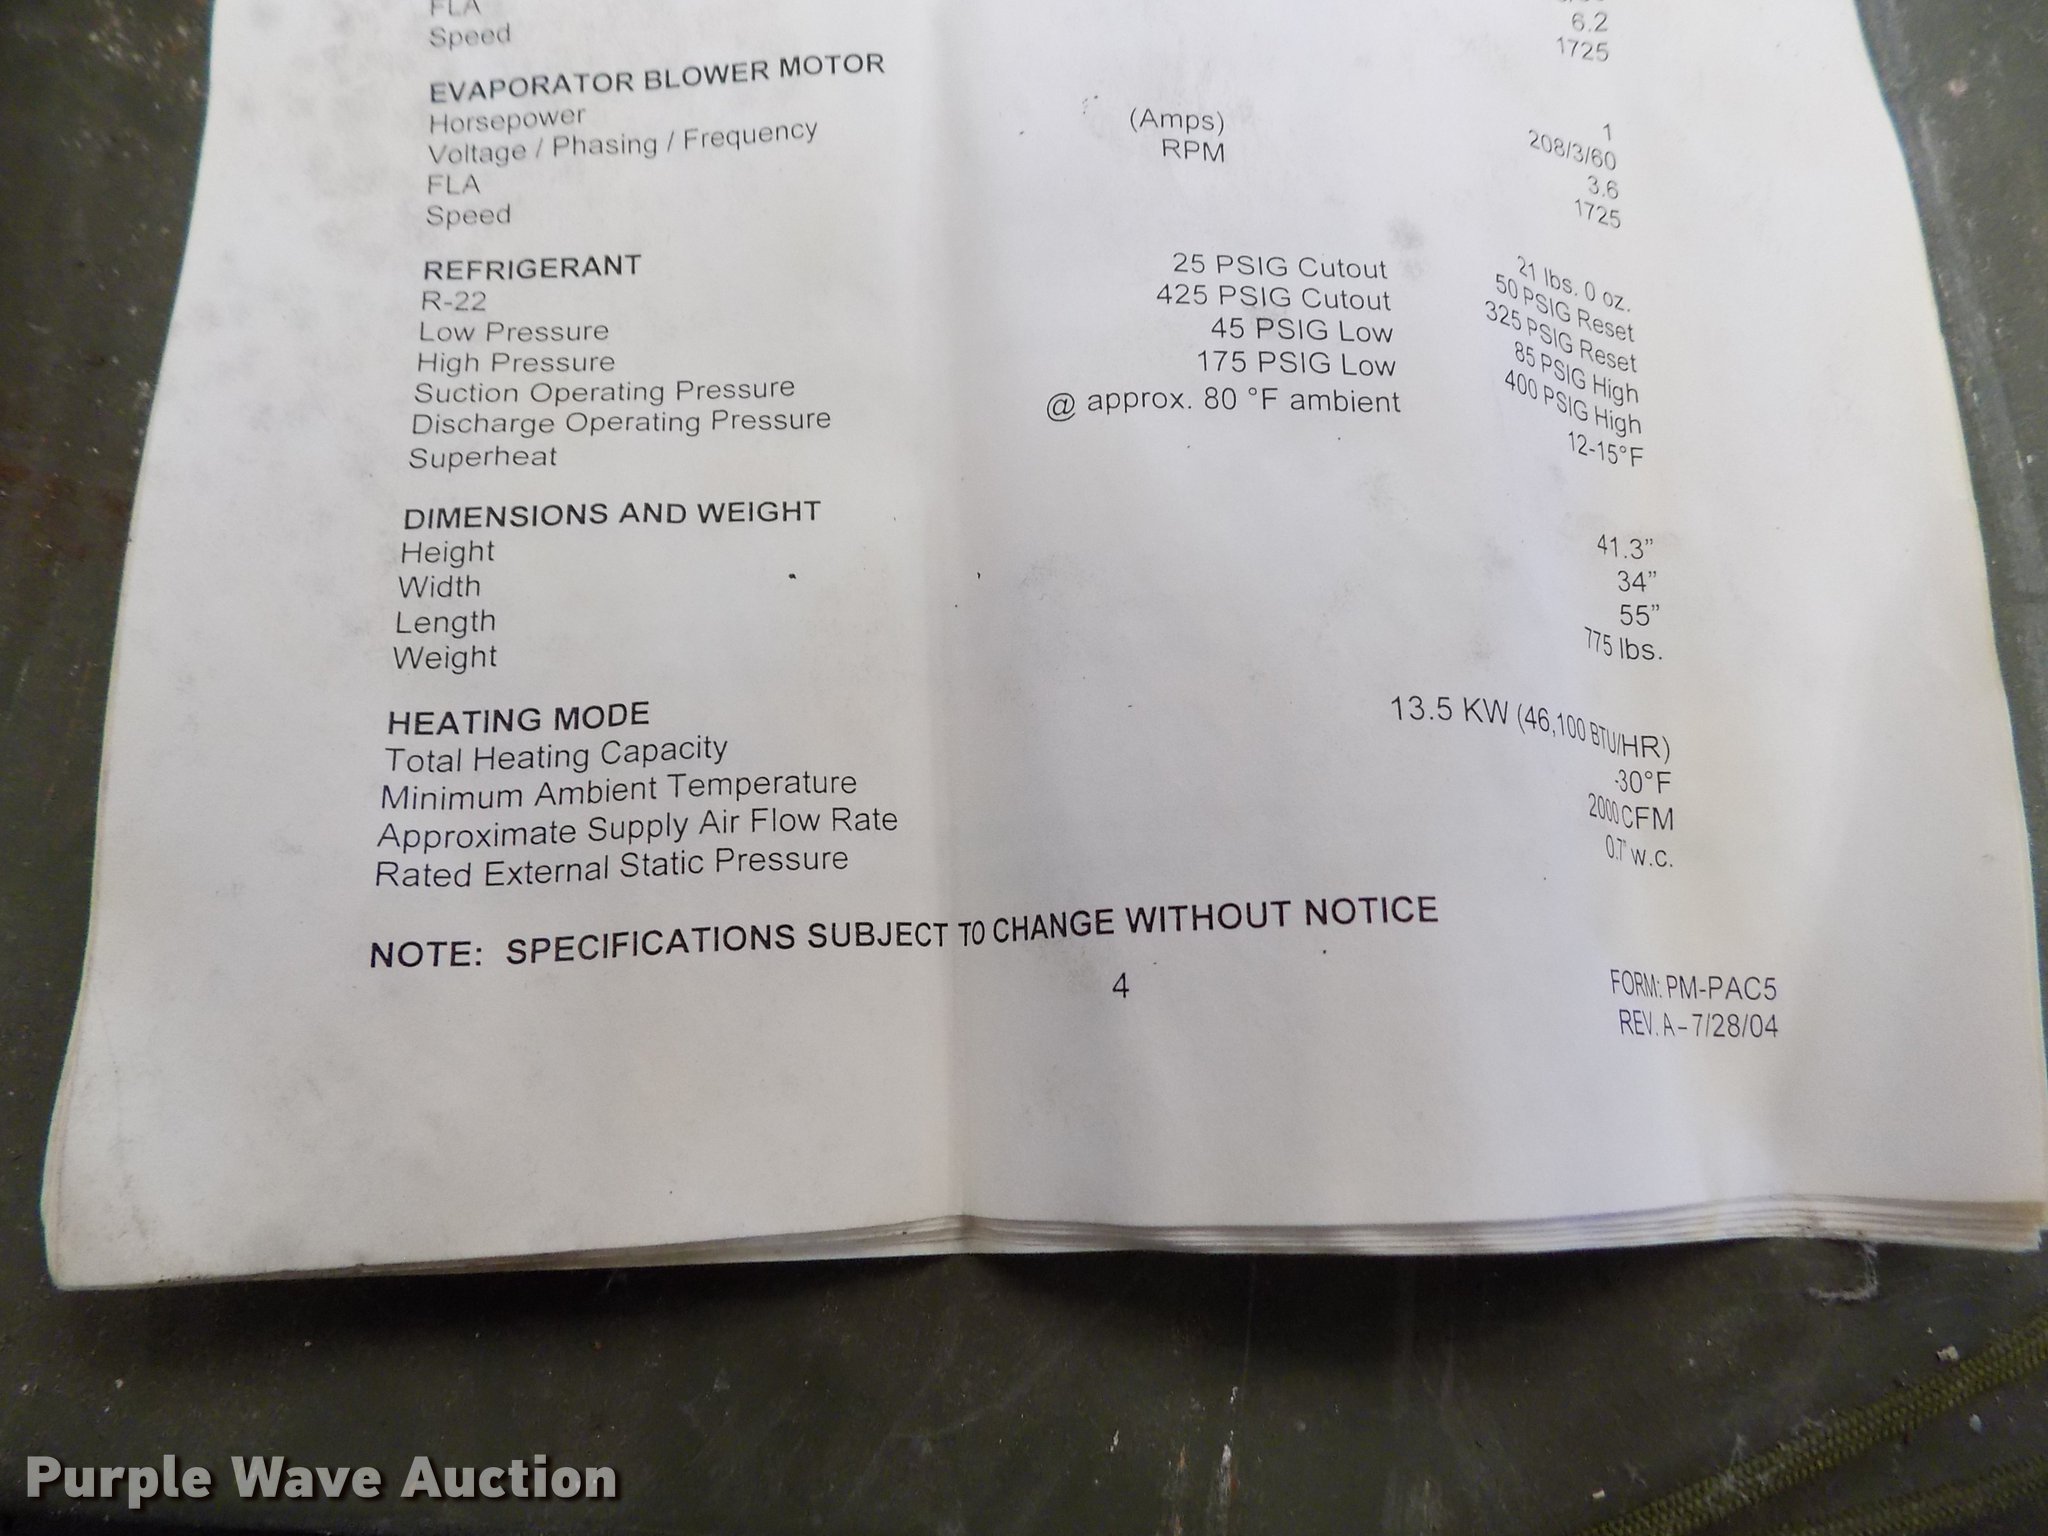 FLA
Speed 6.2
1725
EVAPORATOR BLOWER MOTOR
Horsepower 1
Voltage / Phasing / Frequency 208/3/60
FLA (Amps) 3.6
Speed RPM 1725
REFRIGERANT
R-22 21 lbs. 0 oz.
Low Pressure 25 PSIG Cutout 50 PSIG Reset
High Pressure 425 PSIG Cutout 325 PSIG Reset
Suction Operating Pressure 45 PSIG Low 85 PSIG High
Discharge Operating Pressure 175 PSIG Low 400 PSIG High
Superheat @ approx. 80 °F ambient 12-15°F
DIMENSIONS AND WEIGHT
Height 41.3”
Width 34”
Length 55”
Weight 775 lbs.
HEATING MODE
Total Heating Capacity 13.5 KW (46,100 BTU/HR)
Minimum Ambient Temperature -30°F
Approximate Supply Air Flow Rate 2000 CFM
Rated External Static Pressure 0.7" w.c.
NOTE: SPECIFICATIONS SUBJECT TO CHANGE WITHOUT NOTICE
4
FORM: PM-PAC5
REV. A – 7/28/04
Purple Wave Auction